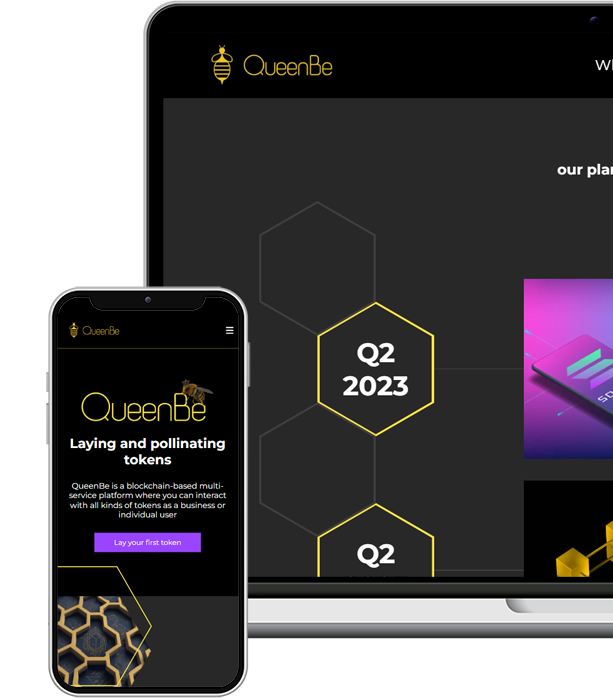 QueenBe
our plan
Q2
2023
Q2
QueenBe
QueenBe
Laying and pollinating
tokens
QueenBe is a blockchain-based multi-
service platform where you can interact
with all kinds of tokens as a business or
individual user
Lay your first token